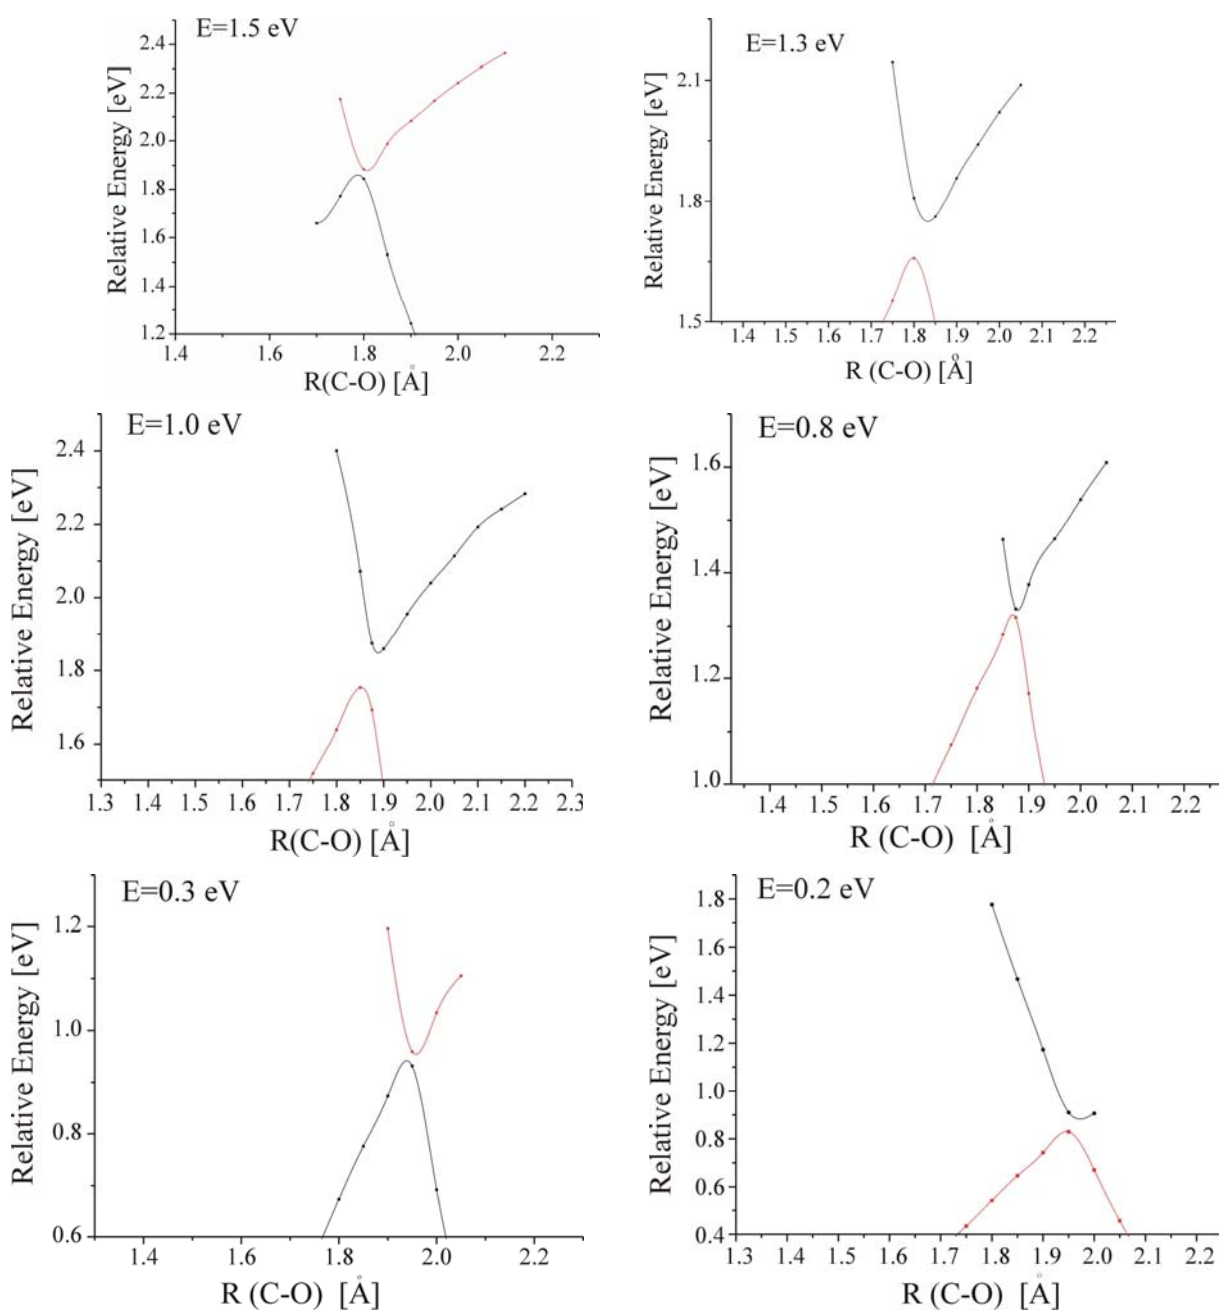 E=1.5 eV
Relative Energy [eV]
2.4
2.2
2.0
1.8
1.6
1.4
1.2
1.4 1.6 1.8 2.0 2.2
R(C-O) [Å]
E=1.3 eV
Relative Energy [eV]
2.1
1.8
1.5
1.4 1.5 1.6 1.7 1.8 1.9 2.0 2.1 2.2
R (C-O) [Å]
E=1.0 eV
Relative Energy [eV]
2.4
2.2
2.0
1.8
1.6
1.3 1.4 1.5 1.6 1.7 1.8 1.9 2.0 2.1 2.2 2.3
R(C-O) [Å]
E=0.8 eV
Relative Energy [eV]
1.6
1.4
1.2
1.0
1.4 1.5 1.6 1.7 1.8 1.9 2.0 2.1 2.2
R (C-O) [Å]
E=0.3 eV
Relative Energy [eV]
1.2
1.0
0.8
0.6
1.4 1.6 1.8 2.0 2.2
R (C-O) [Å]
E=0.2 eV
Relative Energy [eV]
1.8
1.6
1.4
1.2
1.0
0.8
0.6
0.4
1.3 1.4 1.5 1.6 1.7 1.8 1.9 2.0 2.1 2.2
R (C-O) [Å]